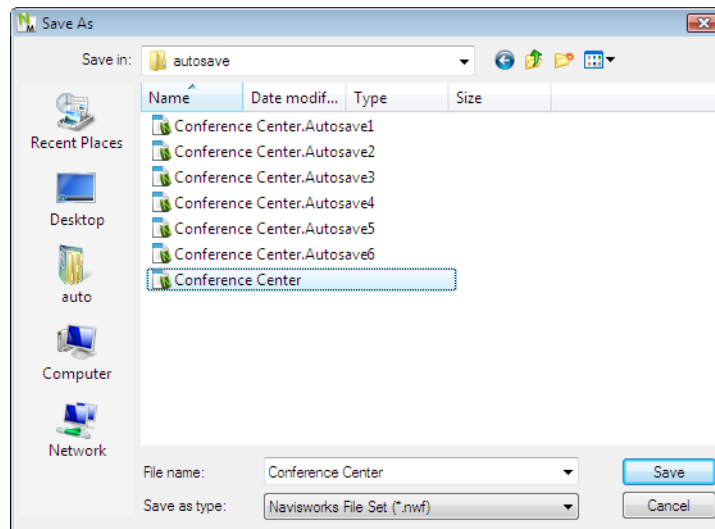 Save As
Save in: autosave
Name Date modif... Type Size
Recent Places
Desktop
auto
Computer
Network
Conference Center.Autosave1
Conference Center.Autosave2
Conference Center.Autosave3
Conference Center.Autosave4
Conference Center.Autosave5
Conference Center.Autosave6
Conference Center
File name: Conference Center Save
Save as type: Navisworks File Set (*.nwf) Cancel